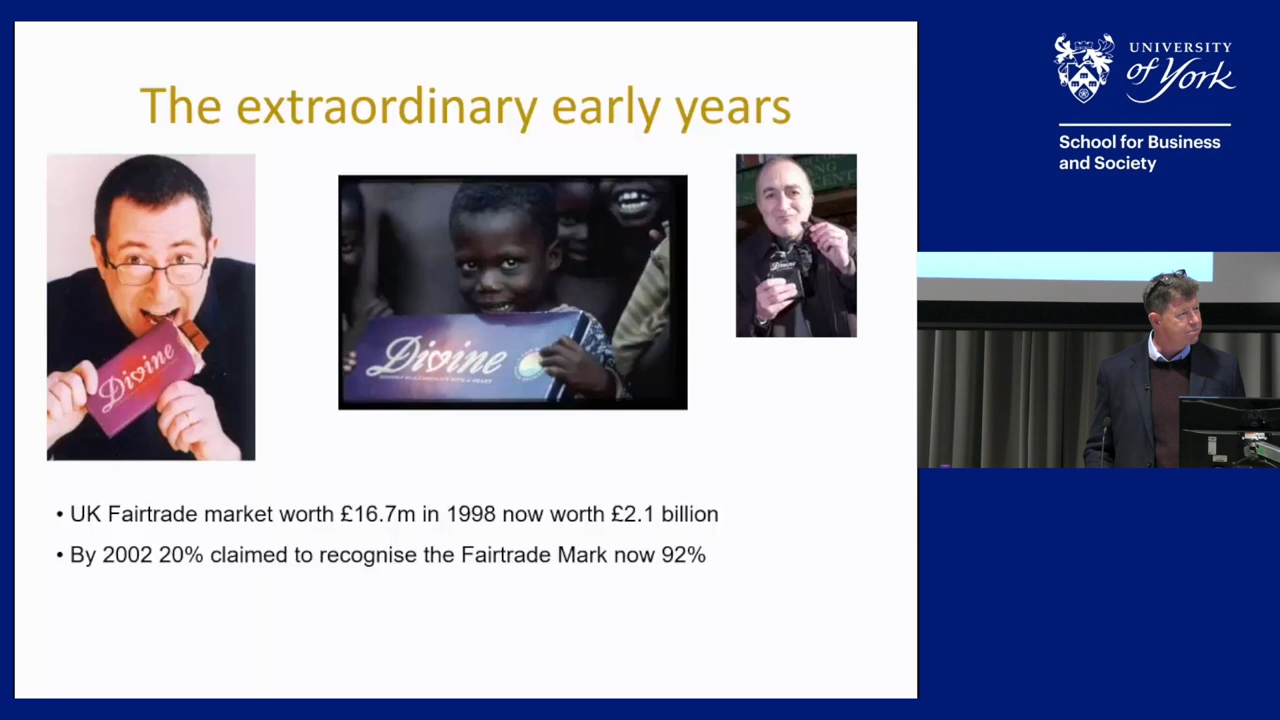 The extraordinary early years
Divine
Divine
Divine
• UK Fairtrade market worth £16.7m in 1998 now worth £2.1 billion
• By 2002 20% claimed to recognise the Fairtrade Mark now 92%
UNIVERSITY
of York
School for Business
and Society